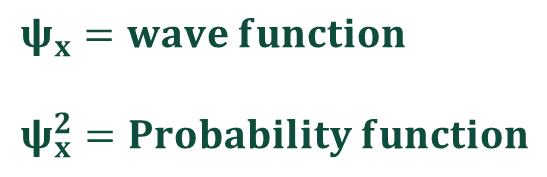 ψₓ = wave function
ψₓ² = Probability function